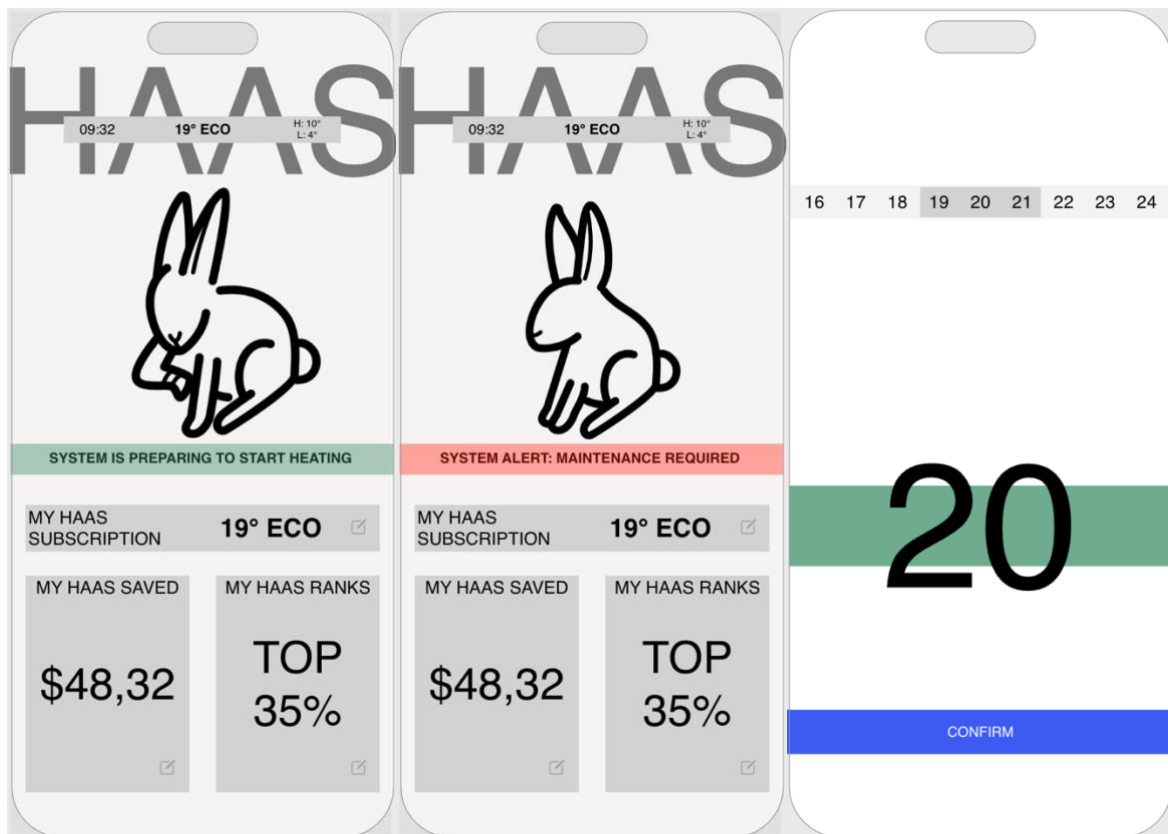 HAAS
09:32 19° ECO H: 10°
L: 4°
SYSTEM IS PREPARING TO START HEATING
MY HAAS
SUBSCRIPTION
19° ECO
MY HAAS SAVED
$48,32
MY HAAS RANKS
TOP
35%
HAAS
09:32 19° ECO H: 10°
L: 4°
SYSTEM ALERT: MAINTENANCE REQUIRED
MY HAAS
SUBSCRIPTION
19° ECO
MY HAAS SAVED
$48,32
MY HAAS RANKS
TOP
35%
16 17 18 19 20 21 22 23 24
20
CONFIRM